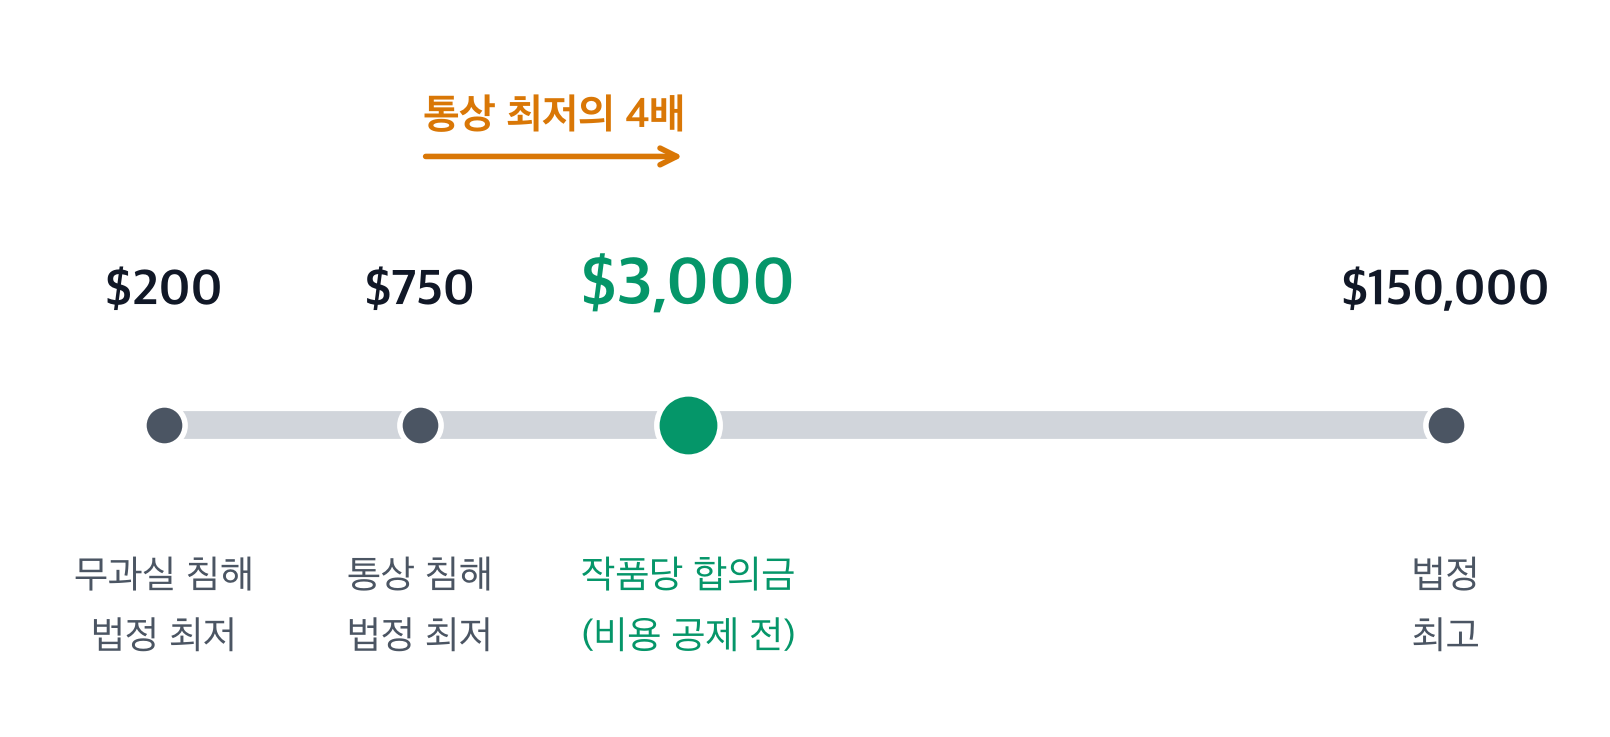 통상 최저의 4배
$200
$750
$3,000
$150,000
무과실 침해
법정 최저
통상 침해
법정 최저
작품당 합의금
(비용 공제 전)
법정
최고